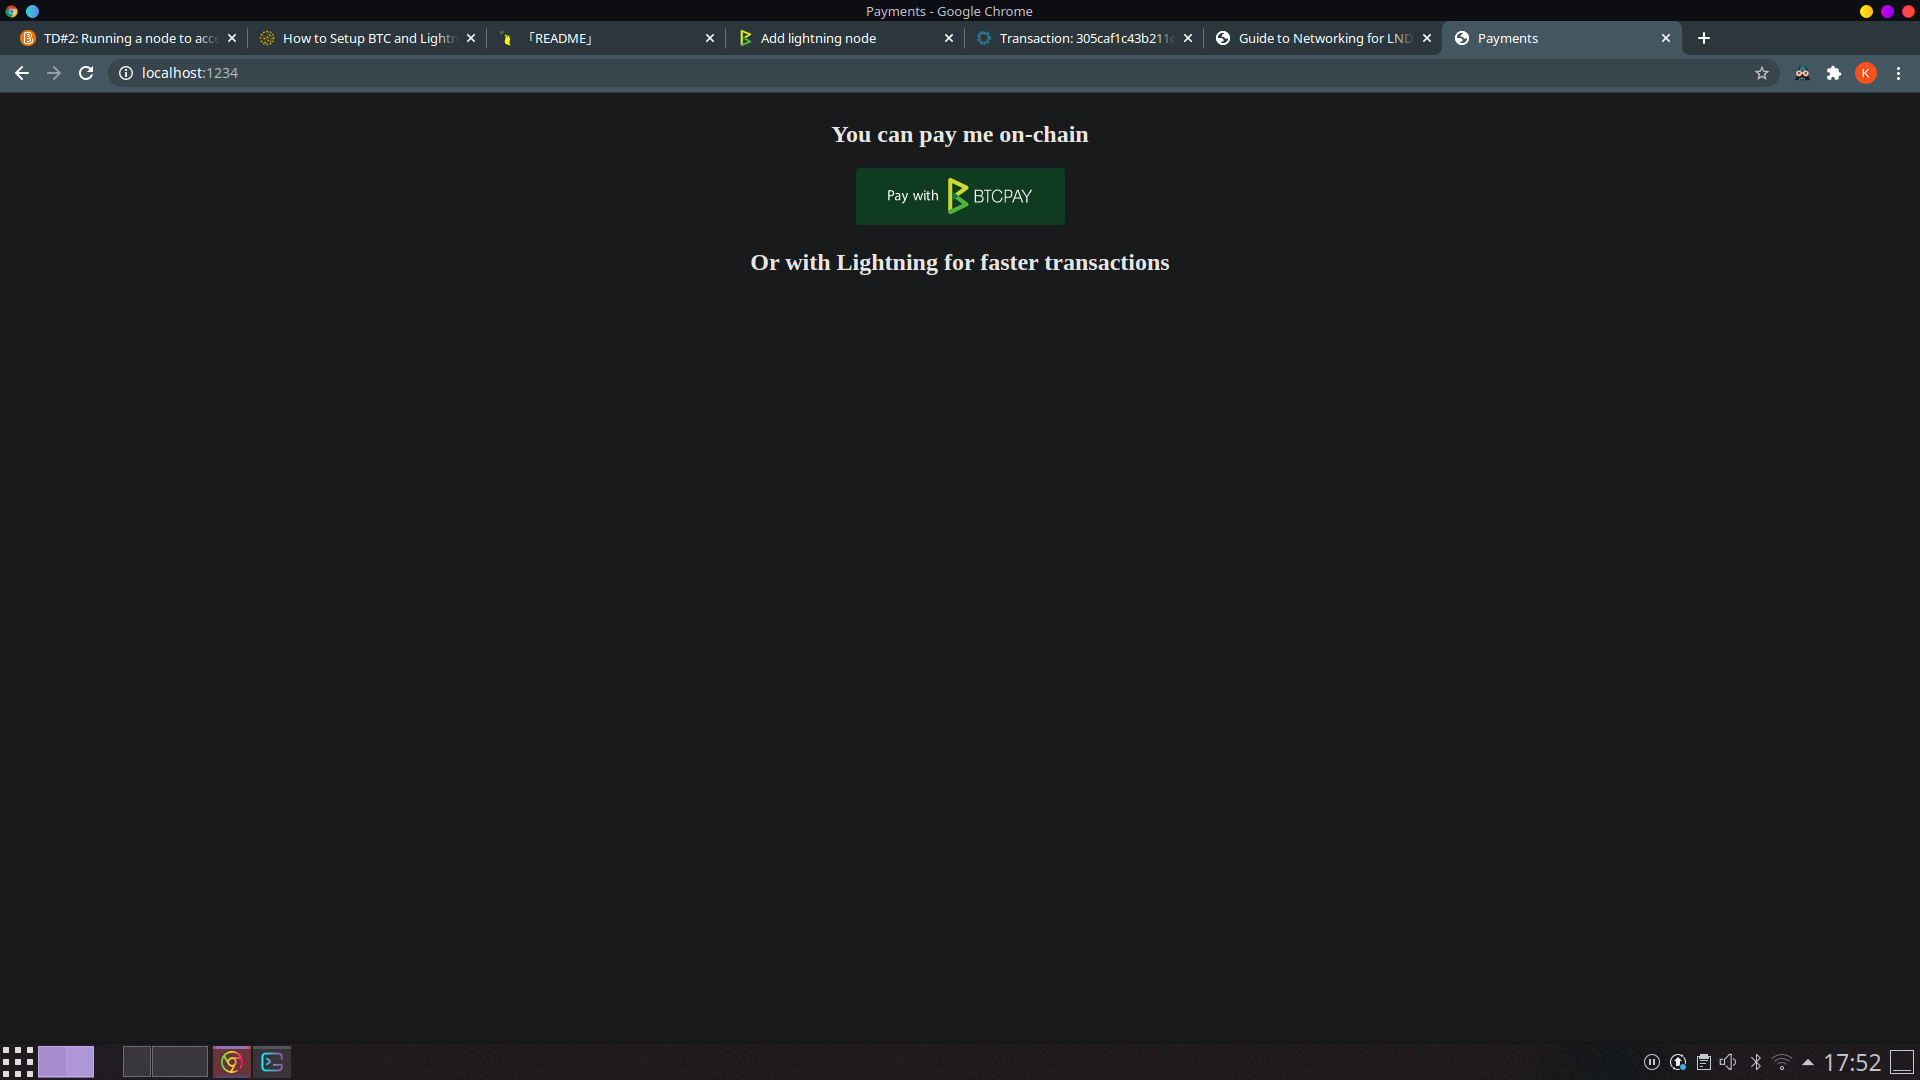 Payments - Google Chrome
TD#2: Running a node to acce
How to Setup BTC and Lightn
「README」
Add lightning node
Transaction: 305caf1c43b211c
Guide to Networking for LND
Payments
localhost:1234
K
You can pay me on-chain
Pay with BTCPAY
Or with Lightning for faster transactions
17:52